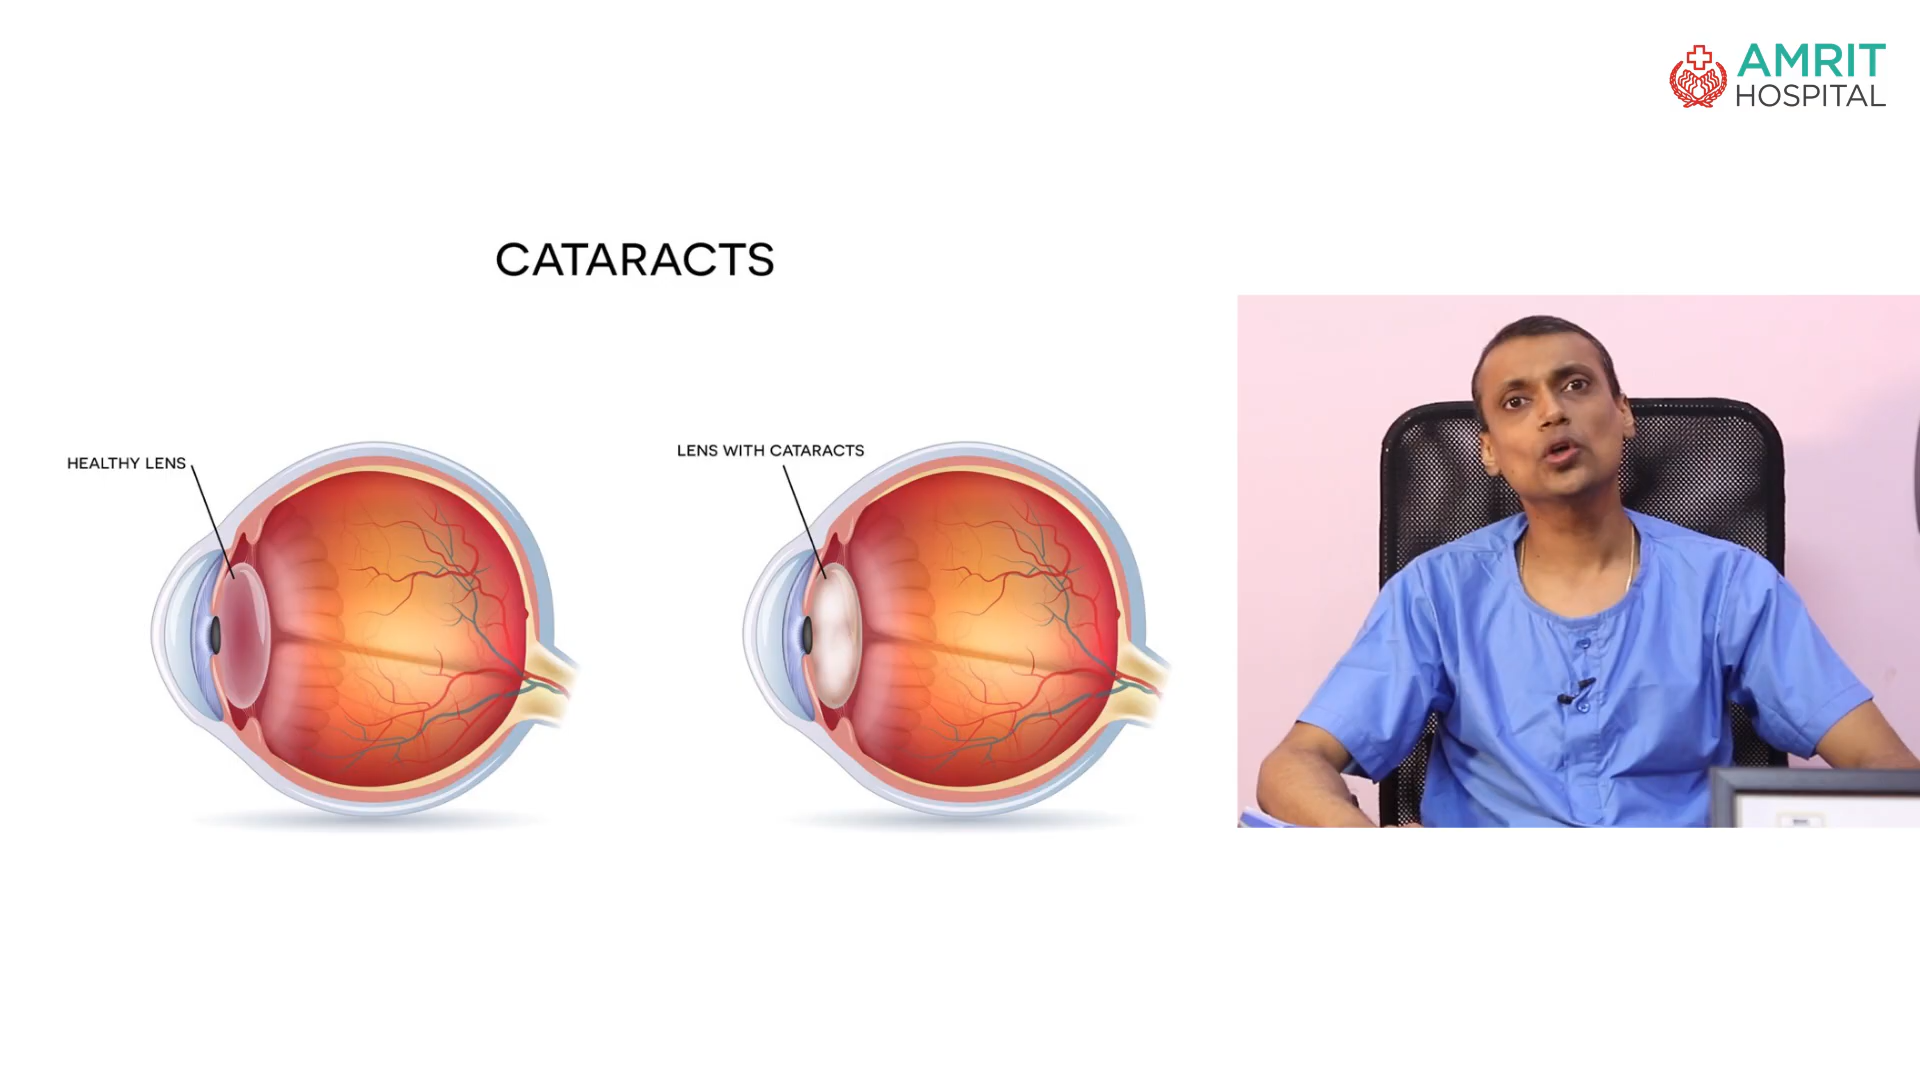 AMRIT
HOSPITAL
CATARACTS
HEALTHY LENS
LENS WITH CATARACTS